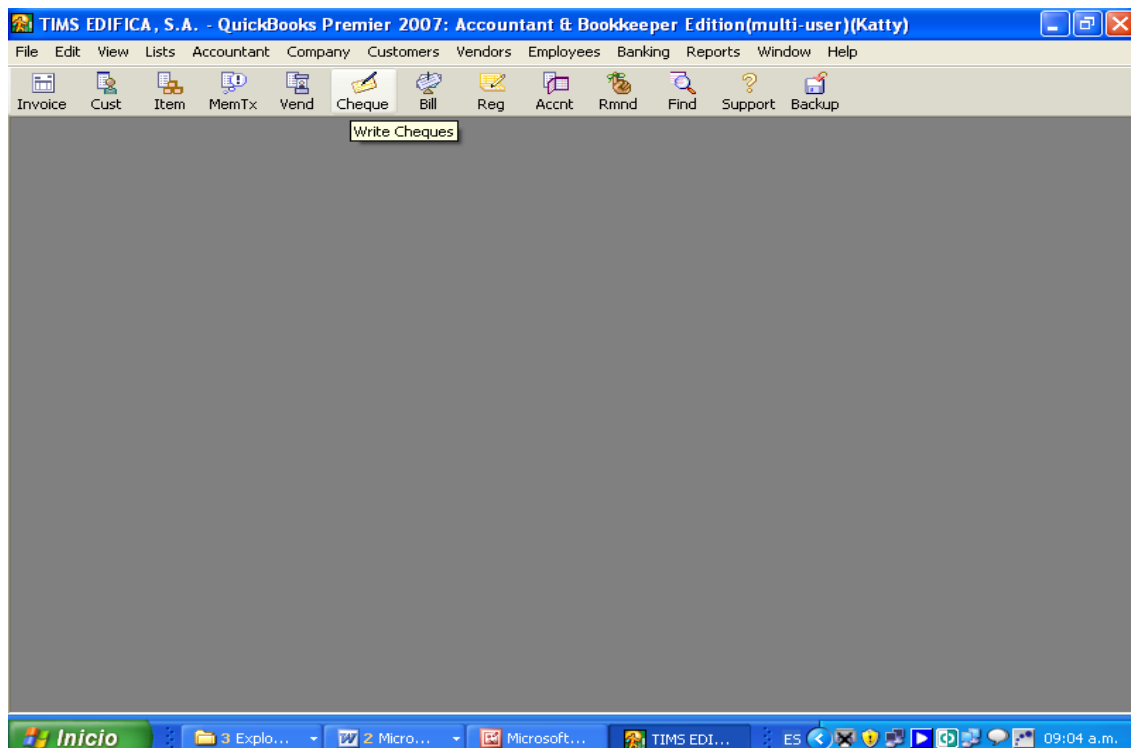 TIMS EDIFICA, S.A. - QuickBooks Premier 2007: Accountant & Bookkeeper Edition(multi-user)(Katty)
File Edit View Lists Accountant Company Customers Vendors Employees Banking Reports Window Help
Invoice Cust Item MemTx Vend Cheque Bill Reg Accnt Rmnd Find Support Backup
Write Cheques
Inicio 3 Explo... 2 Micro... Microsoft... TIMS EDI... ES 09:04 a.m.